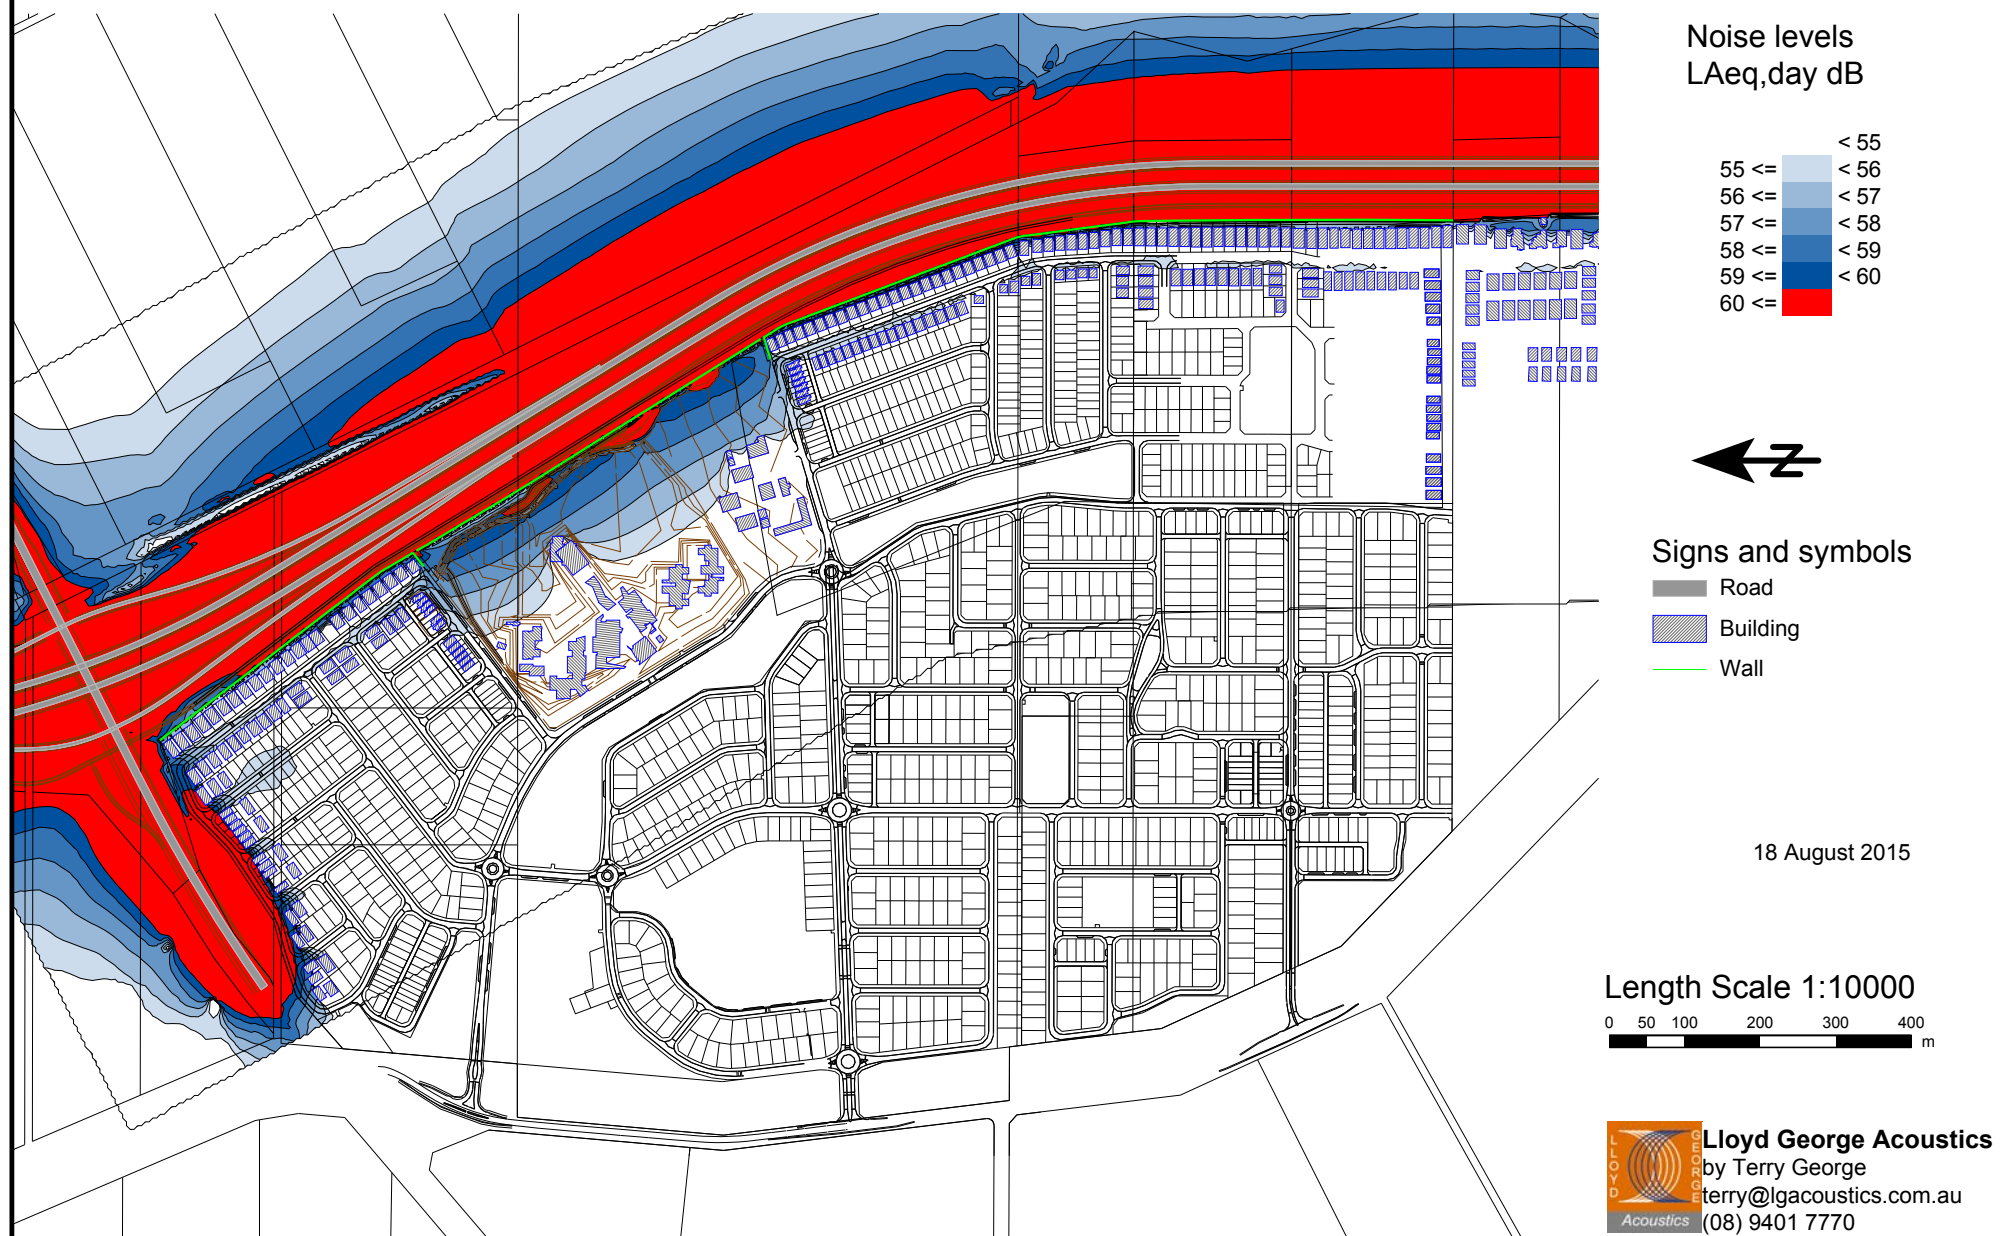 Noise levels
LAeq,day dB
< 55
55 <= < 56
56 <= < 57
57 <= < 58
58 <= < 59
59 <= < 60
60 <=
Z
Signs and symbols
Road
Building
Wall
18 August 2015
Length Scale 1:10000
0 50 100 200 300 400
m
LLOYD GEORGE
Acoustics
Lloyd George Acoustics
by Terry George
terry@lgacoustics.com.au
(08) 9401 7770